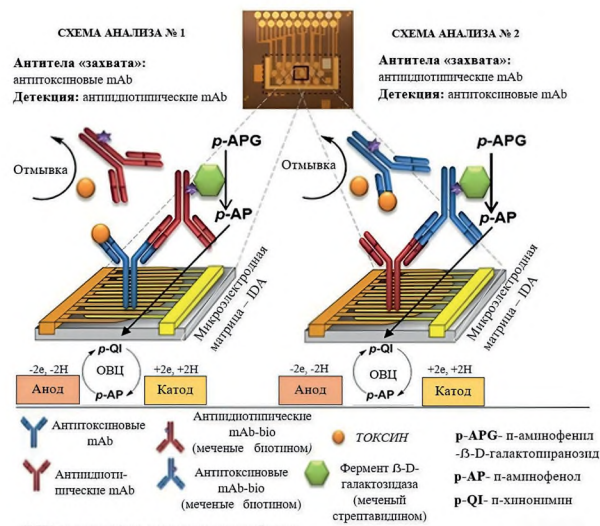 СХЕМА АНАЛИЗА № 1
Антитела «захвата»:
антитоксиновые mAb
Детекция: антиидиотипические mAb
СХЕМА АНАЛИЗА № 2
Антитела «захвата»:
антиидиотипические mAb
Детекция: антитоксиновые mAb
Отмывка
p-APG
p-AP
Микроэлектродная
матрица – IDA
p-QI
ОВЦ
p-AP
-2e, -2H
Анод
+2e, +2H
Катод
Отмывка
p-APG
p-AP
Микроэлектродная
матрица – IDA
p-QI
ОВЦ
p-AP
-2e, -2H
Анод
+2e, +2H
Катод
Антитоксиновые
mAb
Антиидиоти-
пические mAb
Антиидиотипические
mAb-bio
(меченые биотином)
Антитоксиновые
mAb-bio
(меченые биотином)
ТОКСИН
Фермент ß-D-
галактозидаза
(меченый
стрептавидином)
p-APG- п-аминофенил
-ß-D-галактопиранозид
p-AP- п-аминофенол
p-QI- п-хинонимин